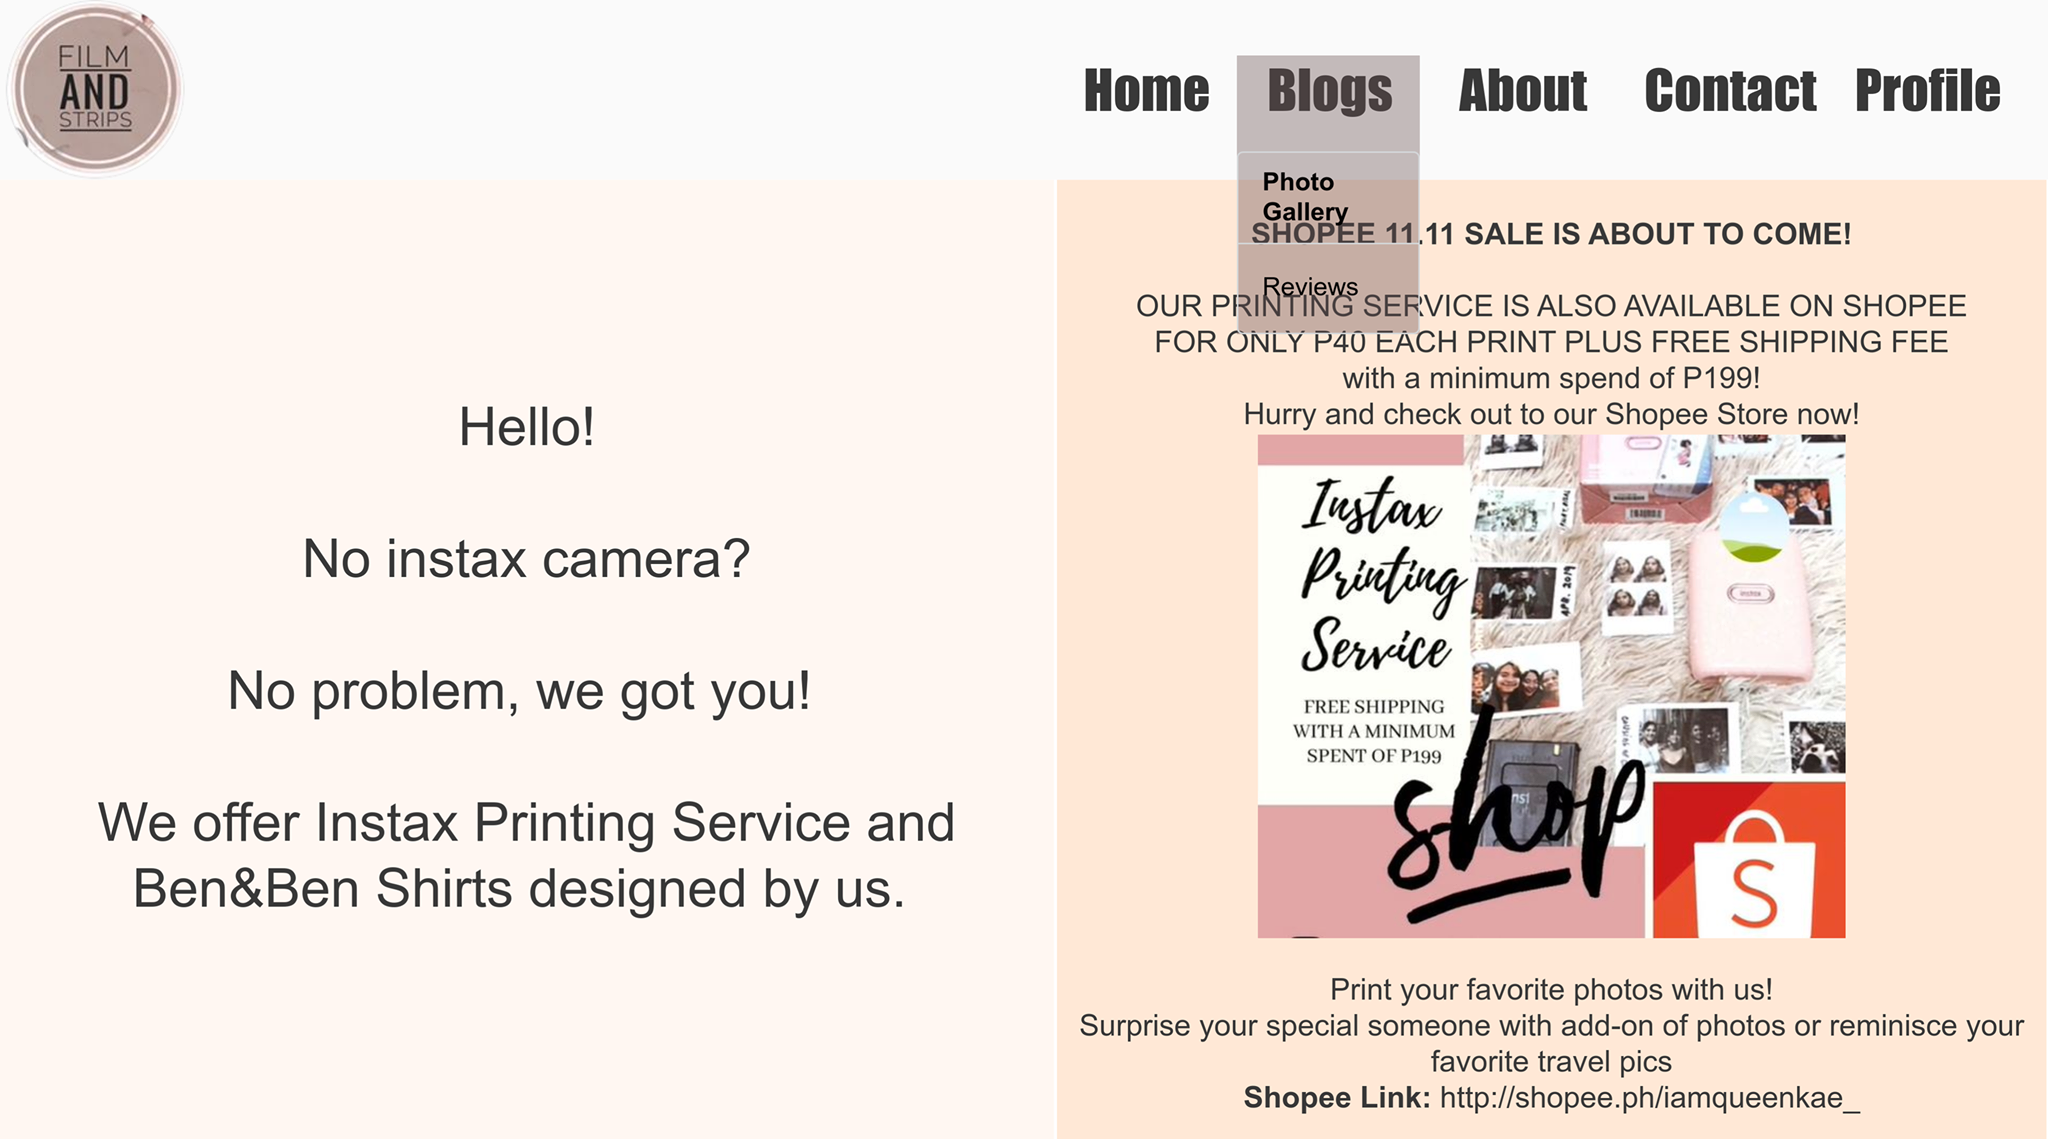 FILM
AND
STRIPS
Home Blogs About Contact Profile
Photo
Gallery
Reviews
Hello!
No instax camera?
No problem, we got you!
We offer Instax Printing Service and
Ben&Ben Shirts designed by us.
SHOPEE 11.11 SALE IS ABOUT TO COME!
OUR PRINTING SERVICE IS ALSO AVAILABLE ON SHOPEE
FOR ONLY P40 EACH PRINT PLUS FREE SHIPPING FEE
with a minimum spend of P199!
Hurry and check out to our Shopee Store now!
Instax
Printing
Service
FREE SHIPPING
WITH A MINIMUM
SPENT OF P199
shop
instax
APR. 2019
S
Print your favorite photos with us!
Surprise your special someone with add-on of photos or reminisce your
favorite travel pics
Shopee Link: http://shopee.ph/iamqueenkae_